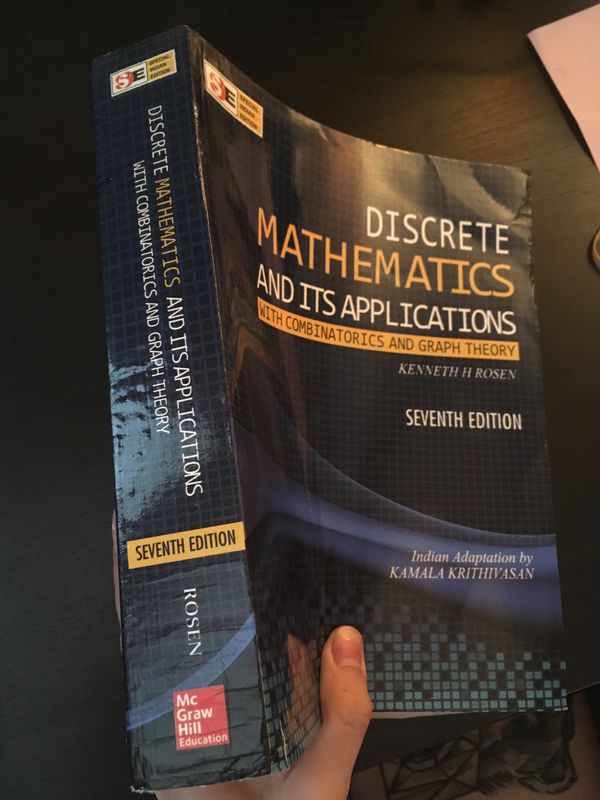 SE SPECIAL
INDIAN
EDITION
DISCRETE MATHEMATICS AND ITS APPLICATIONS
WITH COMBINATORICS AND GRAPH THEORY
SEVENTH EDITION
ROSEN
Mc
Graw
Hill
Education
SE SPECIAL
INDIAN
EDITION
DISCRETE
MATHEMATICS
AND ITS APPLICATIONS
WITH COMBINATORICS AND GRAPH THEORY
KENNETH H ROSEN
SEVENTH EDITION
Indian Adaptation by
KAMALA KRITHIVASAN